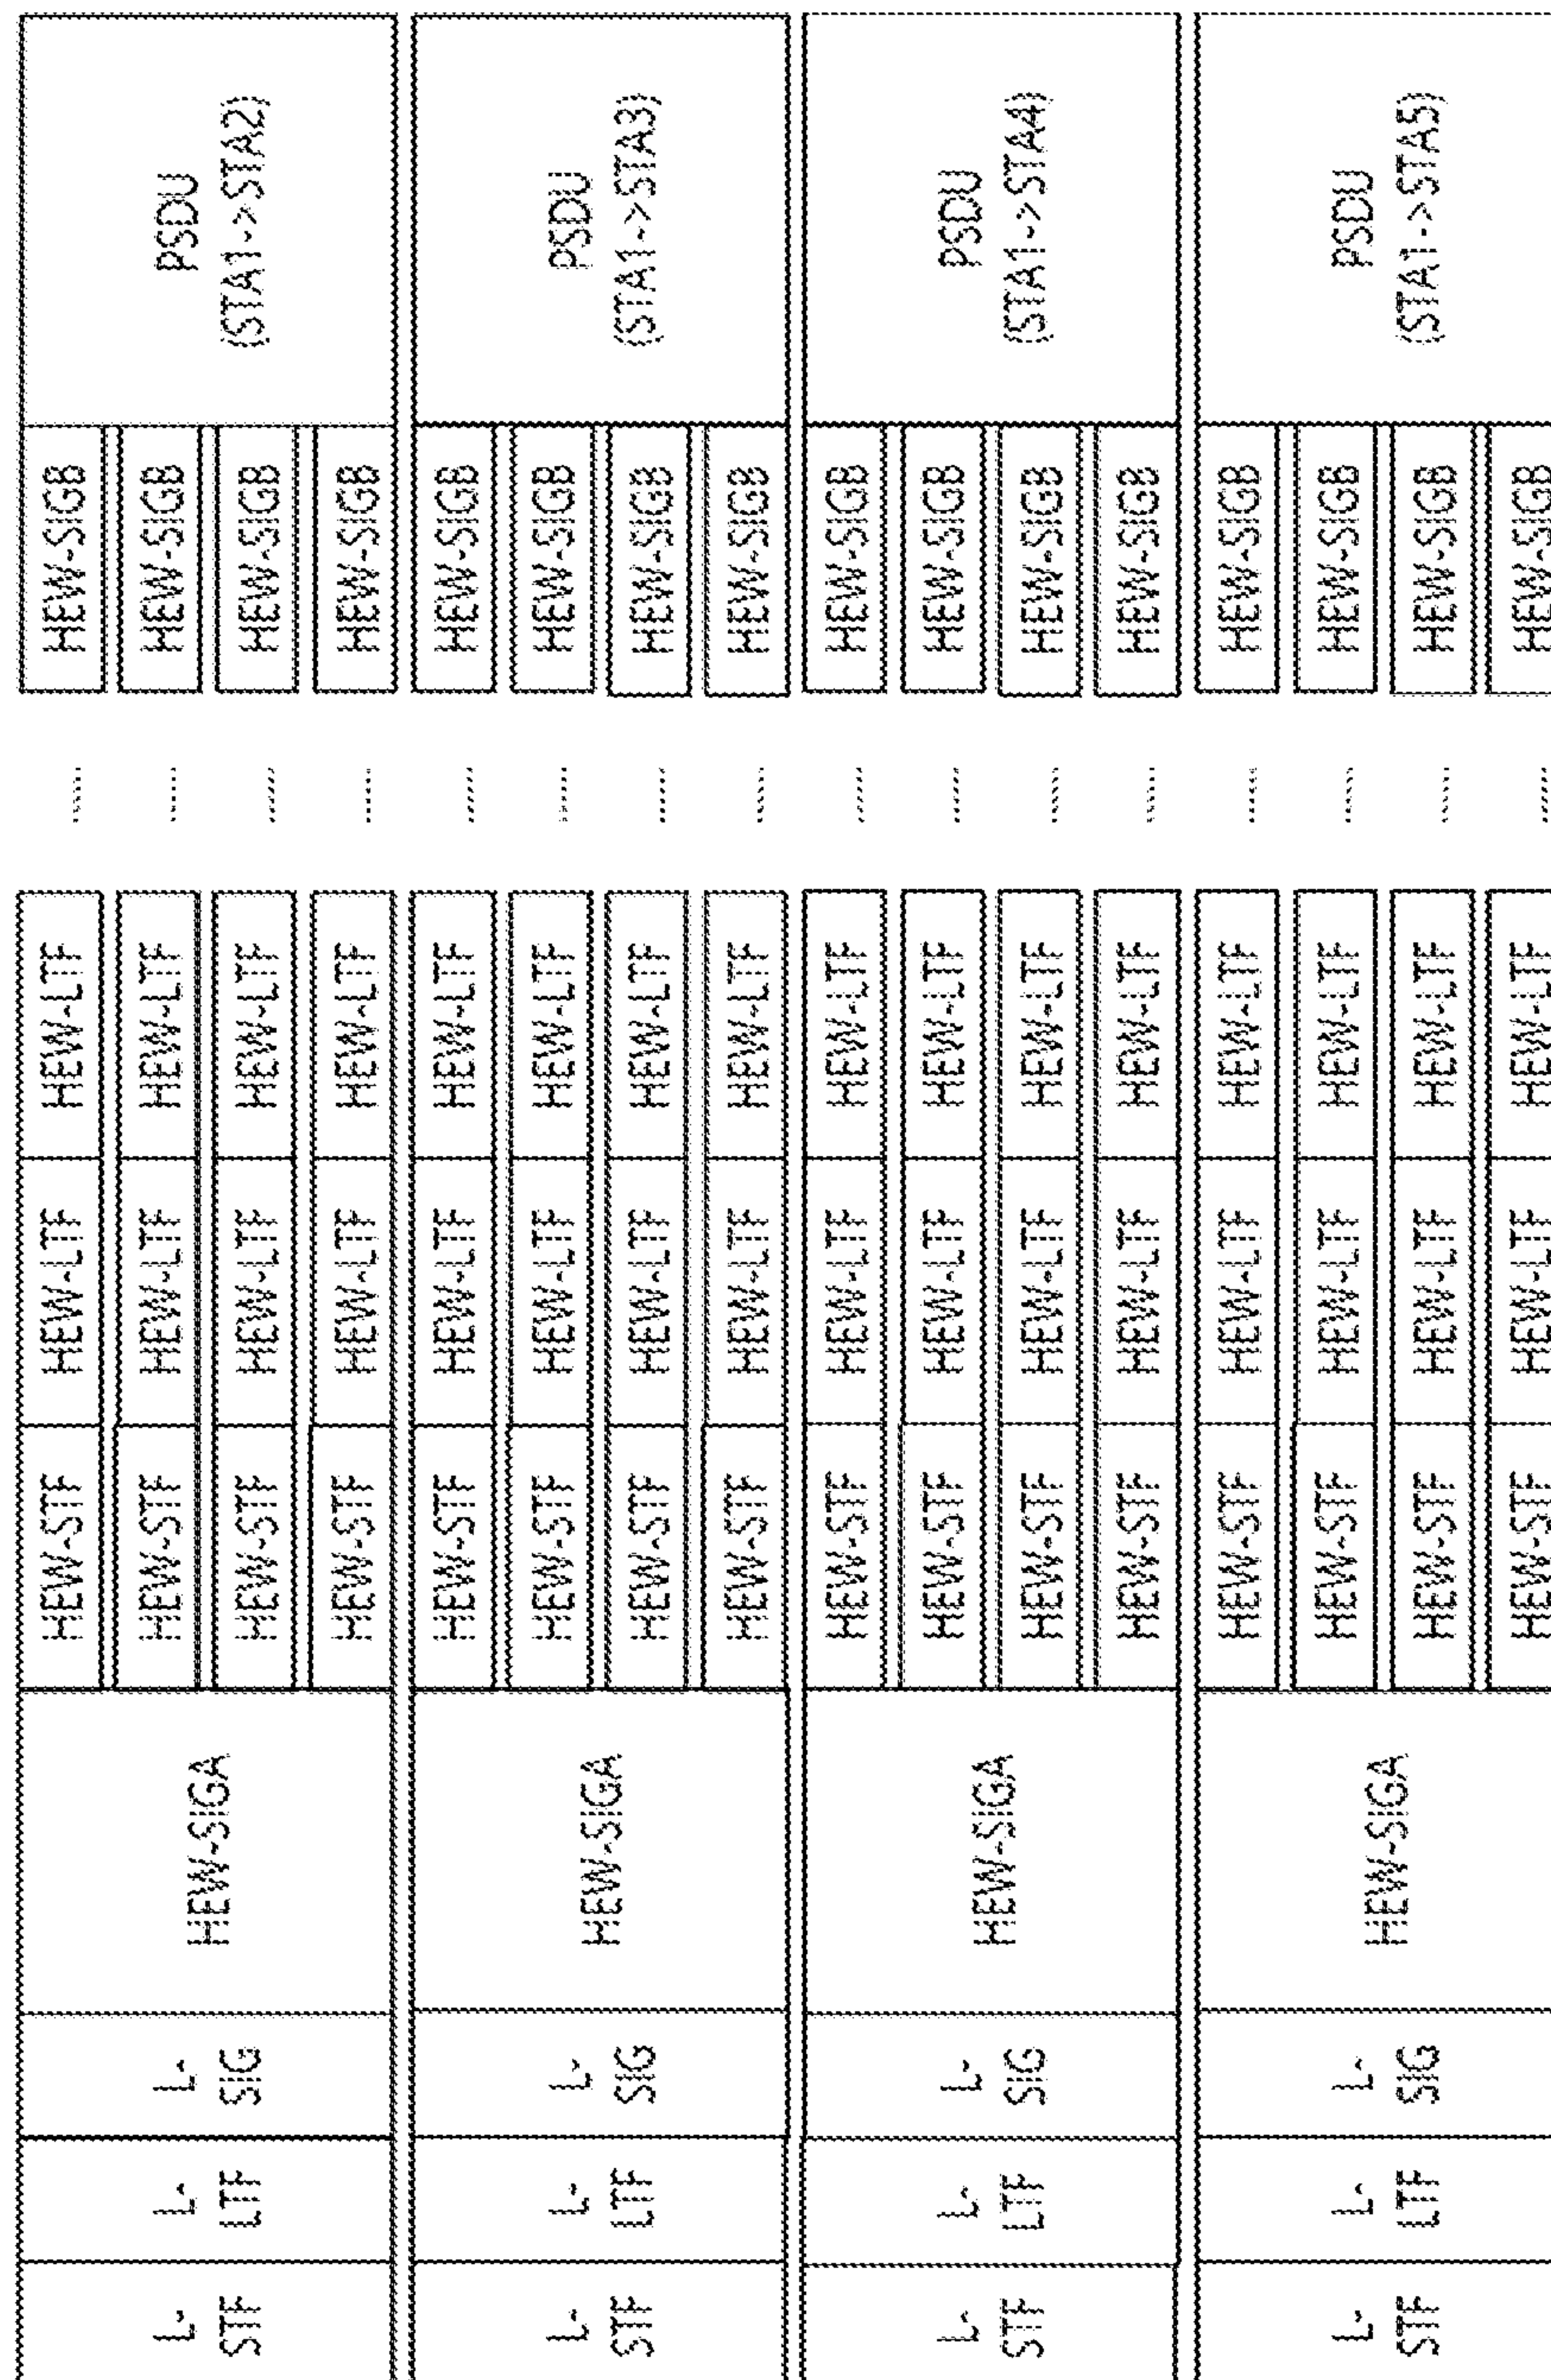 L-
STF
L-
LTF
L-
SIG
HEW-SIGA
HEW-STF HEW-LTF HEW-LTF ..... HEW-SIGB
HEW-STF HEW-LTF HEW-LTF ..... HEW-SIGB
HEW-STF HEW-LTF HEW-LTF ..... HEW-SIGB
HEW-STF HEW-LTF HEW-LTF ..... HEW-SIGB
PSDU
(STA1->STA2)
L-
STF
L-
LTF
L-
SIG
HEW-SIGA
HEW-STF HEW-LTF HEW-LTF ..... HEW-SIGB
HEW-STF HEW-LTF HEW-LTF ..... HEW-SIGB
HEW-STF HEW-LTF HEW-LTF ..... HEW-SIGB
HEW-STF HEW-LTF HEW-LTF ..... HEW-SIGB
PSDU
(STA1->STA3)
L-
STF
L-
LTF
L-
SIG
HEW-SIGA
HEW-STF HEW-LTF HEW-LTF ..... HEW-SIGB
HEW-STF HEW-LTF HEW-LTF ..... HEW-SIGB
HEW-STF HEW-LTF HEW-LTF ..... HEW-SIGB
HEW-STF HEW-LTF HEW-LTF ..... HEW-SIGB
PSDU
(STA1->STA4)
L-
STF
L-
LTF
L-
SIG
HEW-SIGA
HEW-STF HEW-LTF HEW-LTF ..... HEW-SIGB
HEW-STF HEW-LTF HEW-LTF ..... HEW-SIGB
HEW-STF HEW-LTF HEW-LTF ..... HEW-SIGB
HEW-STF HEW-LTF HEW-LTF ..... HEW-SIGB
PSDU
(STA1->STA5)